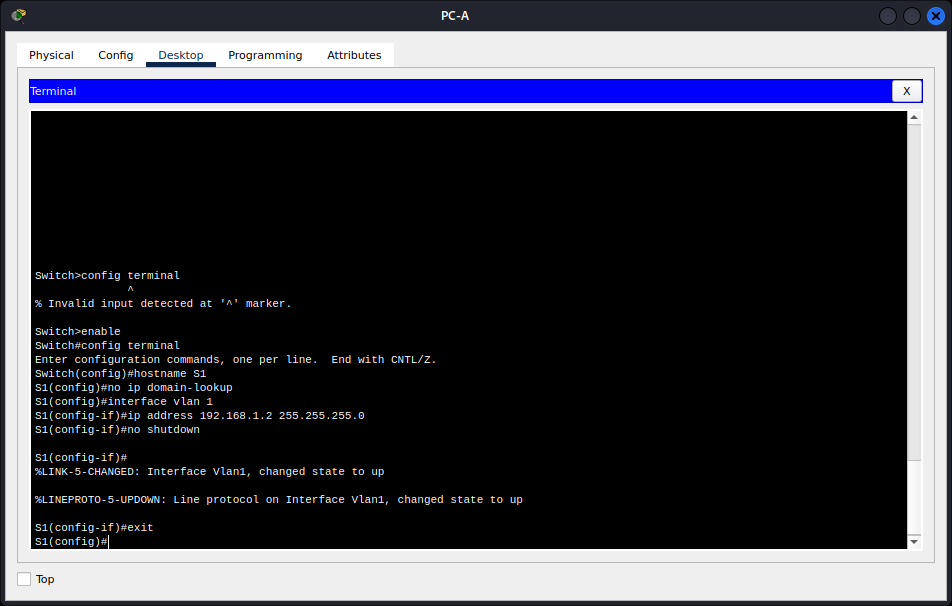 PC-A
Physical Config Desktop Programming Attributes
Terminal X
Switch>config terminal
^
% Invalid input detected at '^' marker.
Switch>enable
Switch#config terminal
Enter configuration commands, one per line.  End with CNTL/Z.
Switch(config)#hostname S1
S1(config)#no ip domain-lookup
S1(config)#interface vlan 1
S1(config-if)#ip address 192.168.1.2 255.255.255.0
S1(config-if)#no shutdown
S1(config-if)#
%LINK-5-CHANGED: Interface Vlan1, changed state to up
%LINEPROTO-5-UPDOWN: Line protocol on Interface Vlan1, changed state to up
S1(config-if)#exit
S1(config)#
Top